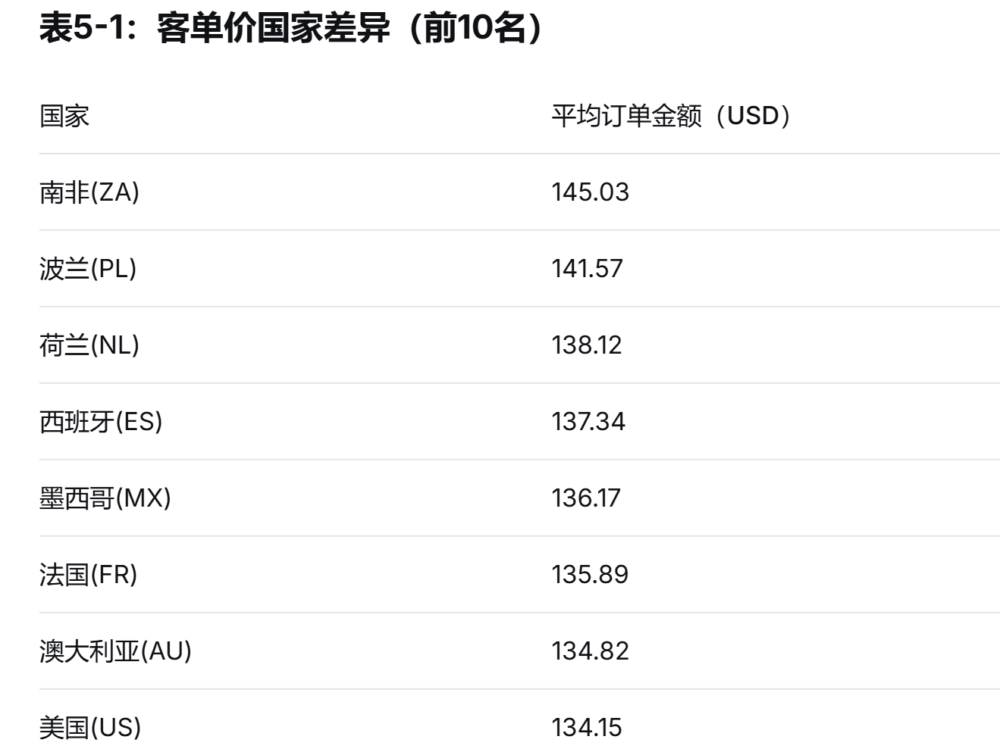 表5-1：客单价国家差异（前10名）
国家 平均订单金额（USD）
南非(ZA) 145.03
波兰(PL) 141.57
荷兰(NL) 138.12
西班牙(ES) 137.34
墨西哥(MX) 136.17
法国(FR) 135.89
澳大利亚(AU) 134.82
美国(US) 134.15